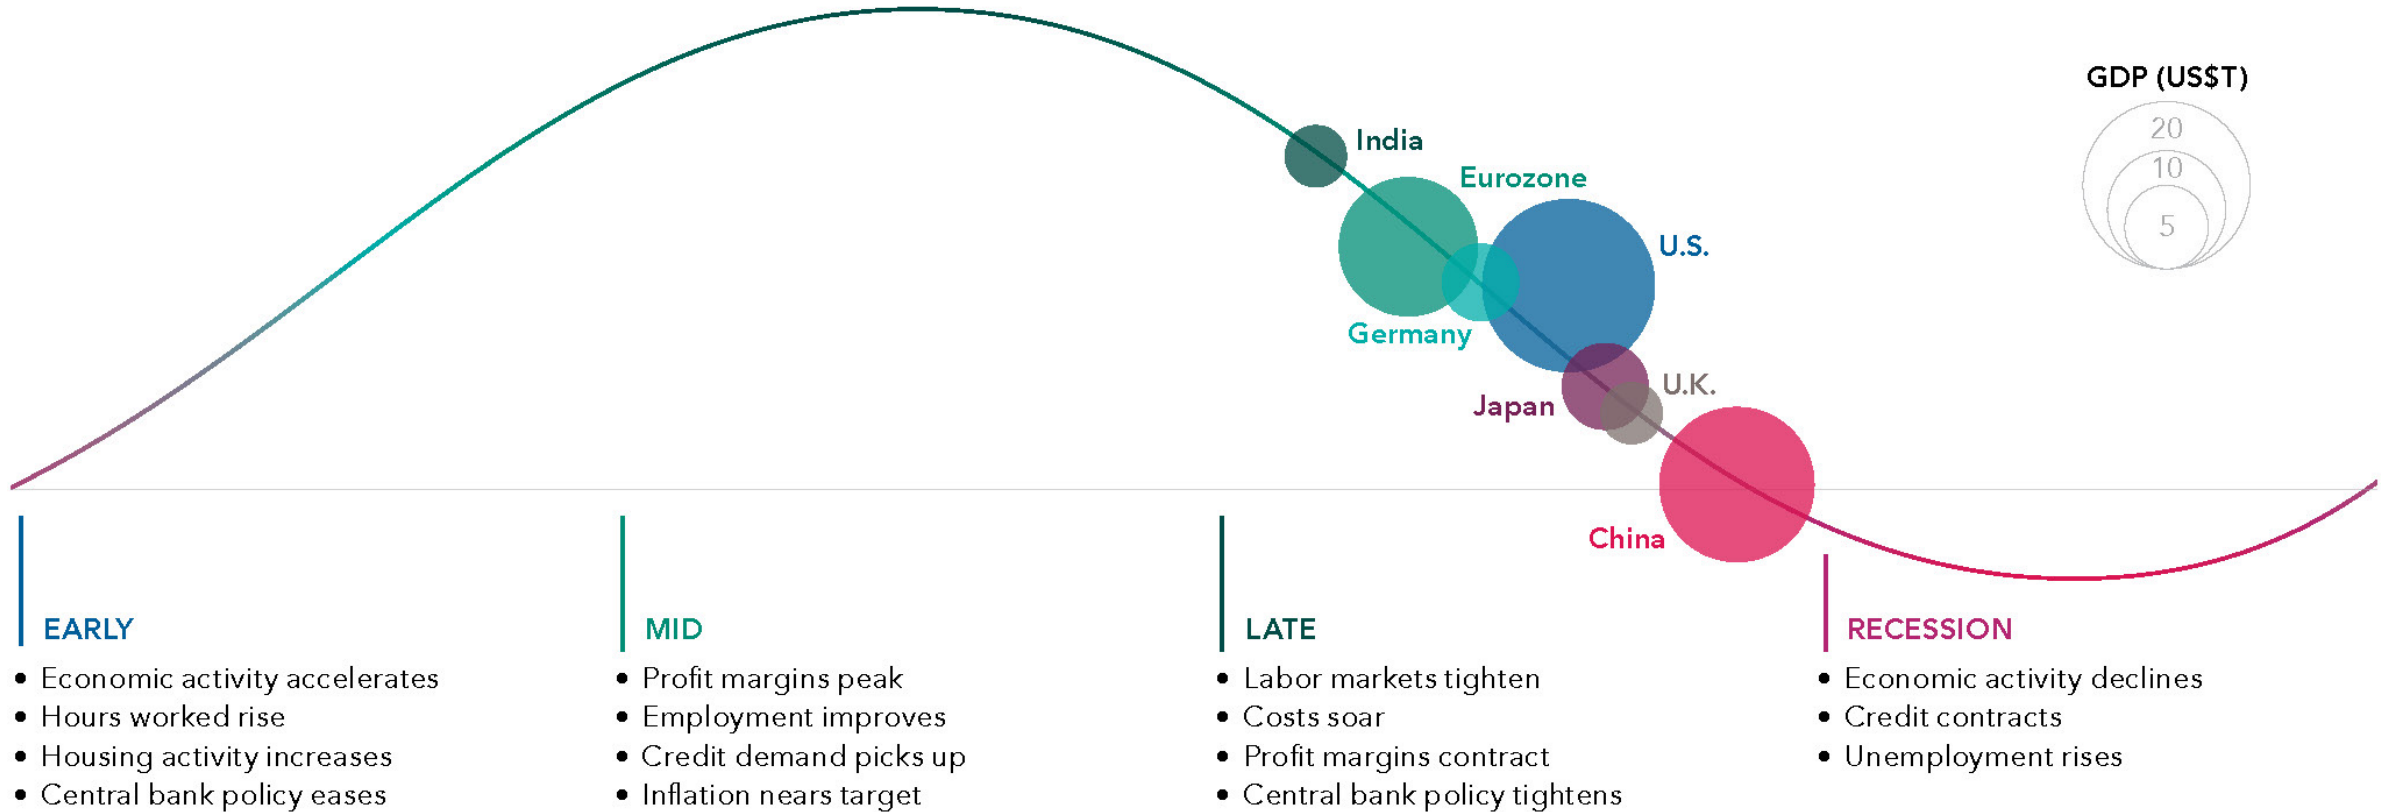 GDP (US$T)
20
10
5
India
Eurozone
U.S.
Germany
U.K.
Japan
China
EARLY
• Economic activity accelerates
• Hours worked rise
• Housing activity increases
• Central bank policy eases
MID
• Profit margins peak
• Employment improves
• Credit demand picks up
• Inflation nears target
LATE
• Labor markets tighten
• Costs soar
• Profit margins contract
• Central bank policy tightens
RECESSION
• Economic activity declines
• Credit contracts
• Unemployment rises